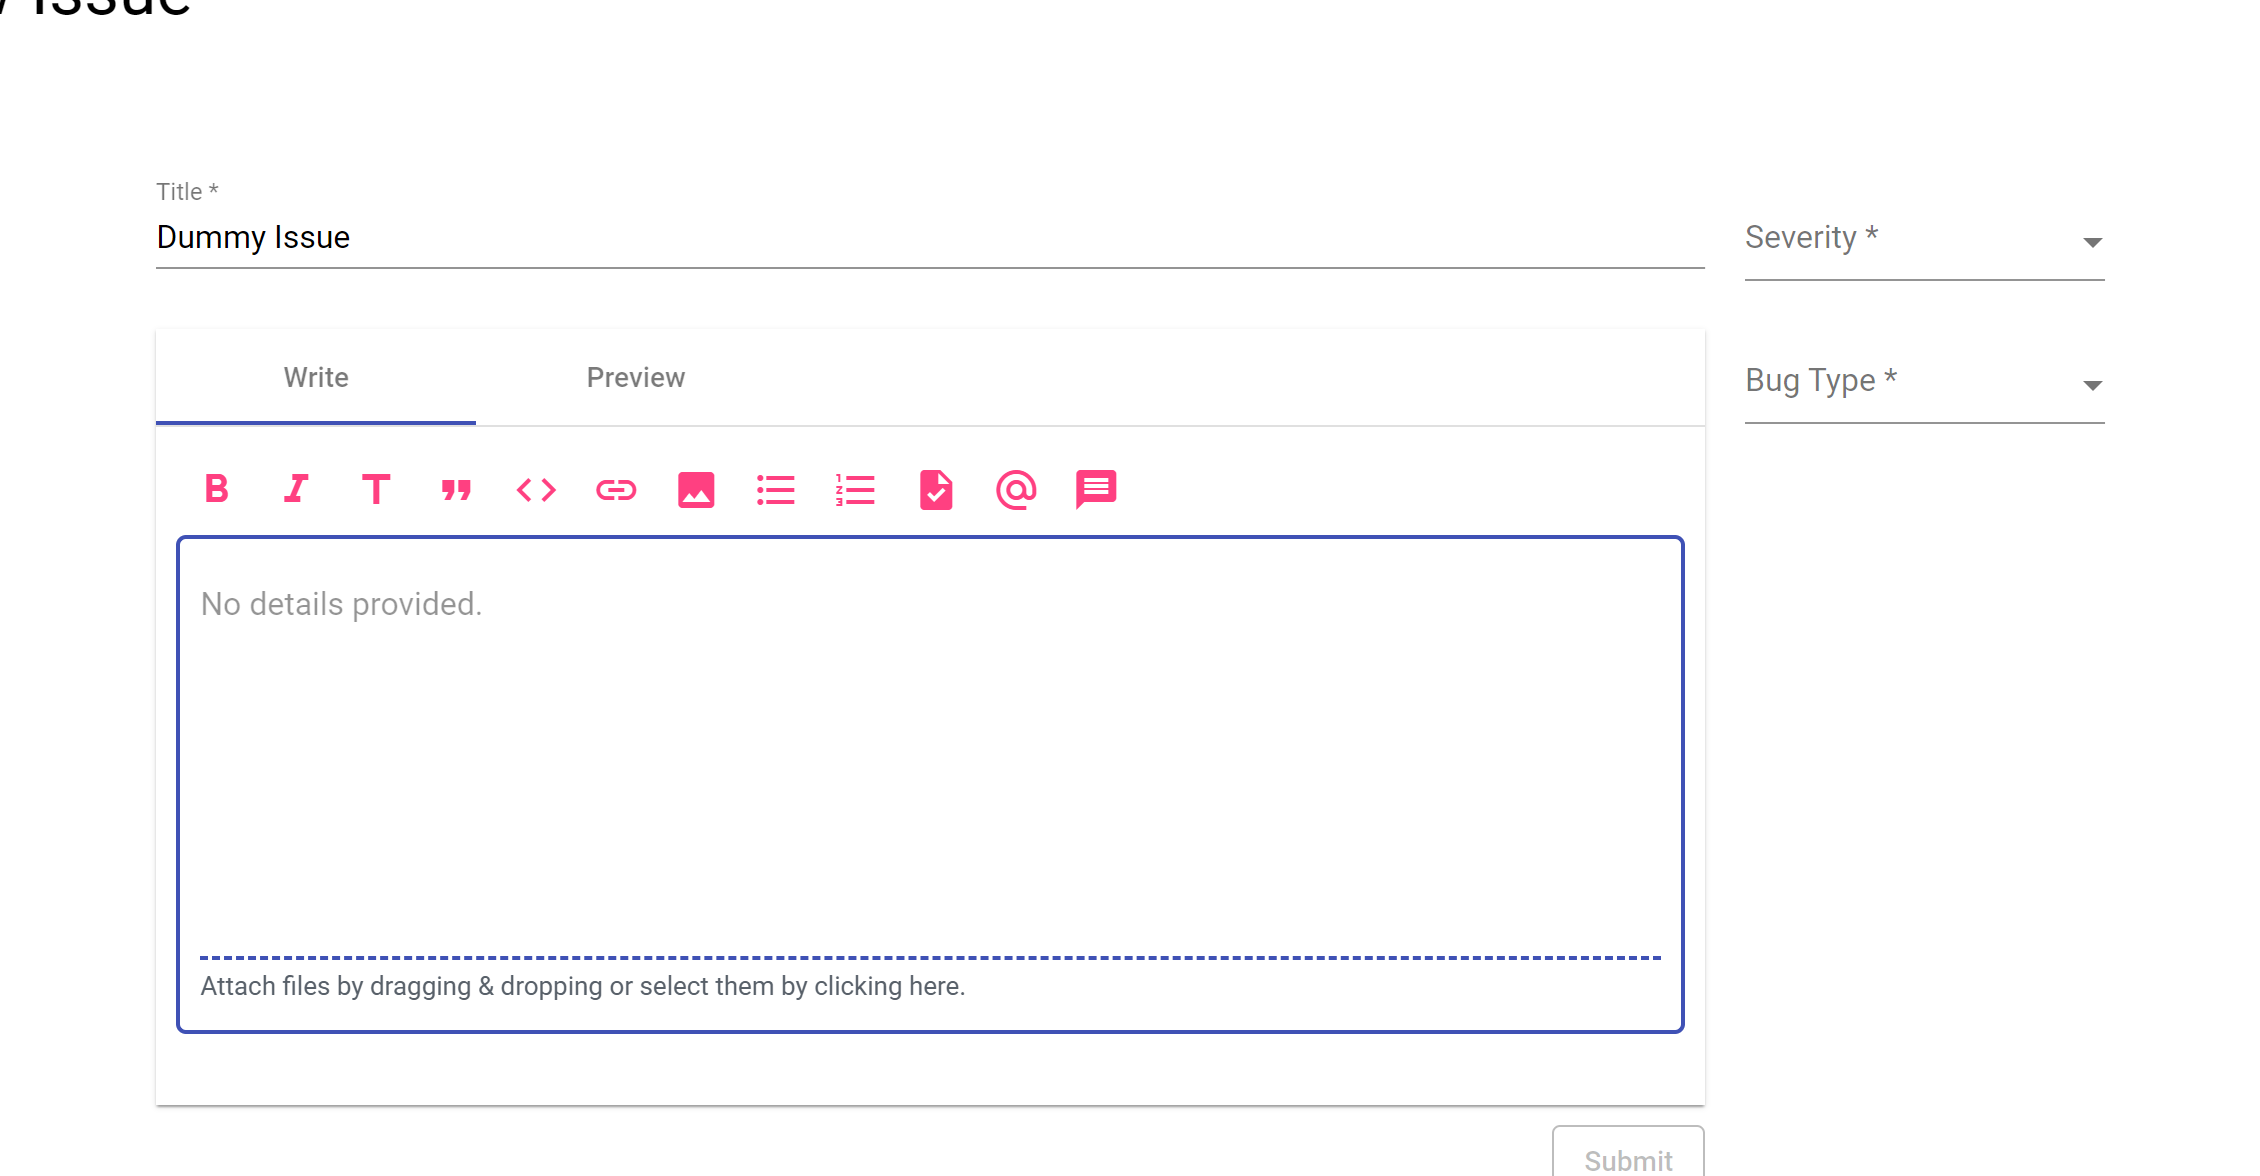 Issue
Title *
Dummy Issue
Severity *
Write
Preview
Bug Type *
No details provided.
Attach files by dragging & dropping or select them by clicking here.
Submit